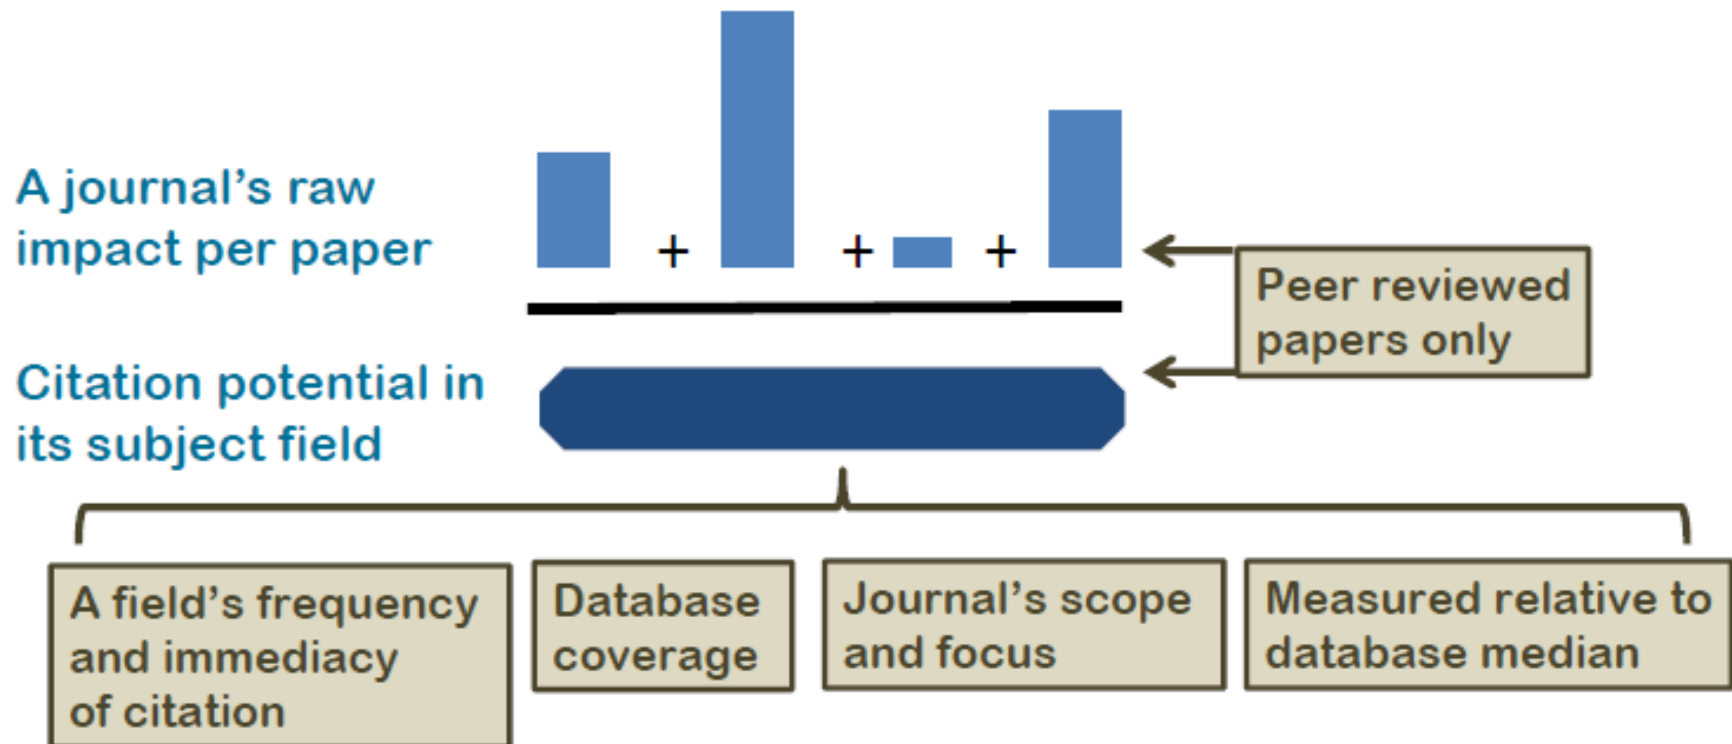 A journal's raw
impact per paper
+ + +
Peer reviewed
papers only
Citation potential in
its subject field
A field's frequency
and immediacy
of citation
Database
coverage
Journal's scope
and focus
Measured relative to
database median